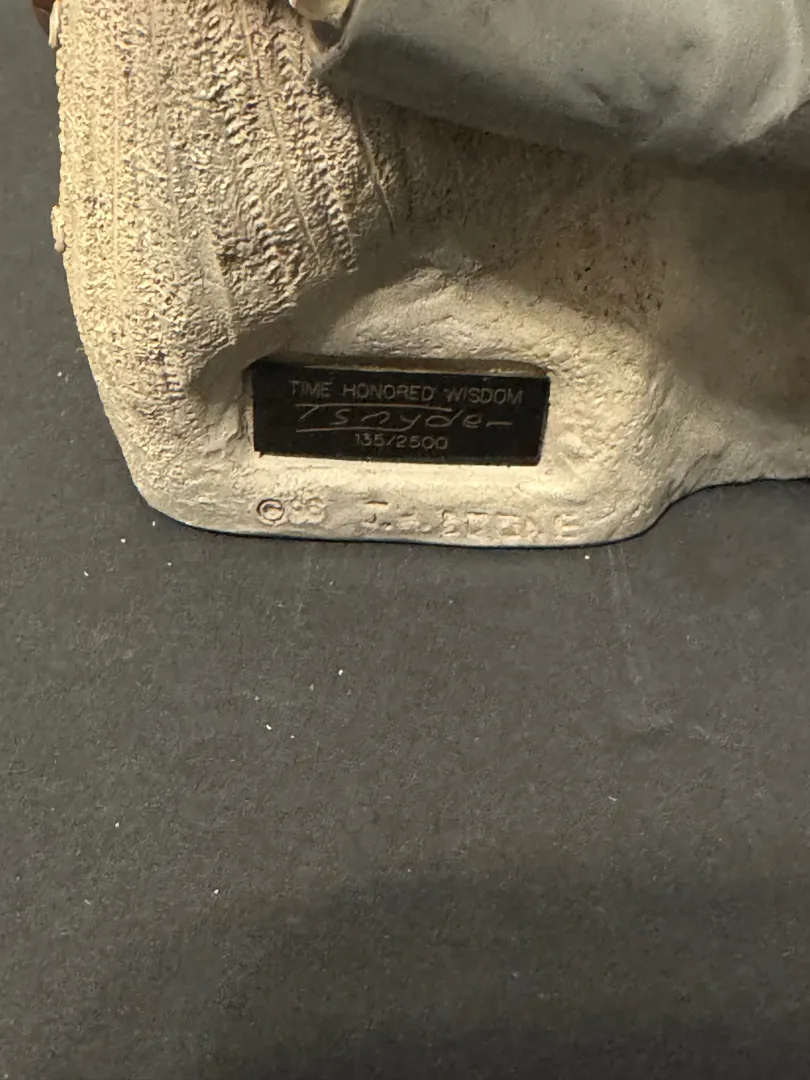 TIME HONORED WISDOM
T Snyder
135/2500
©